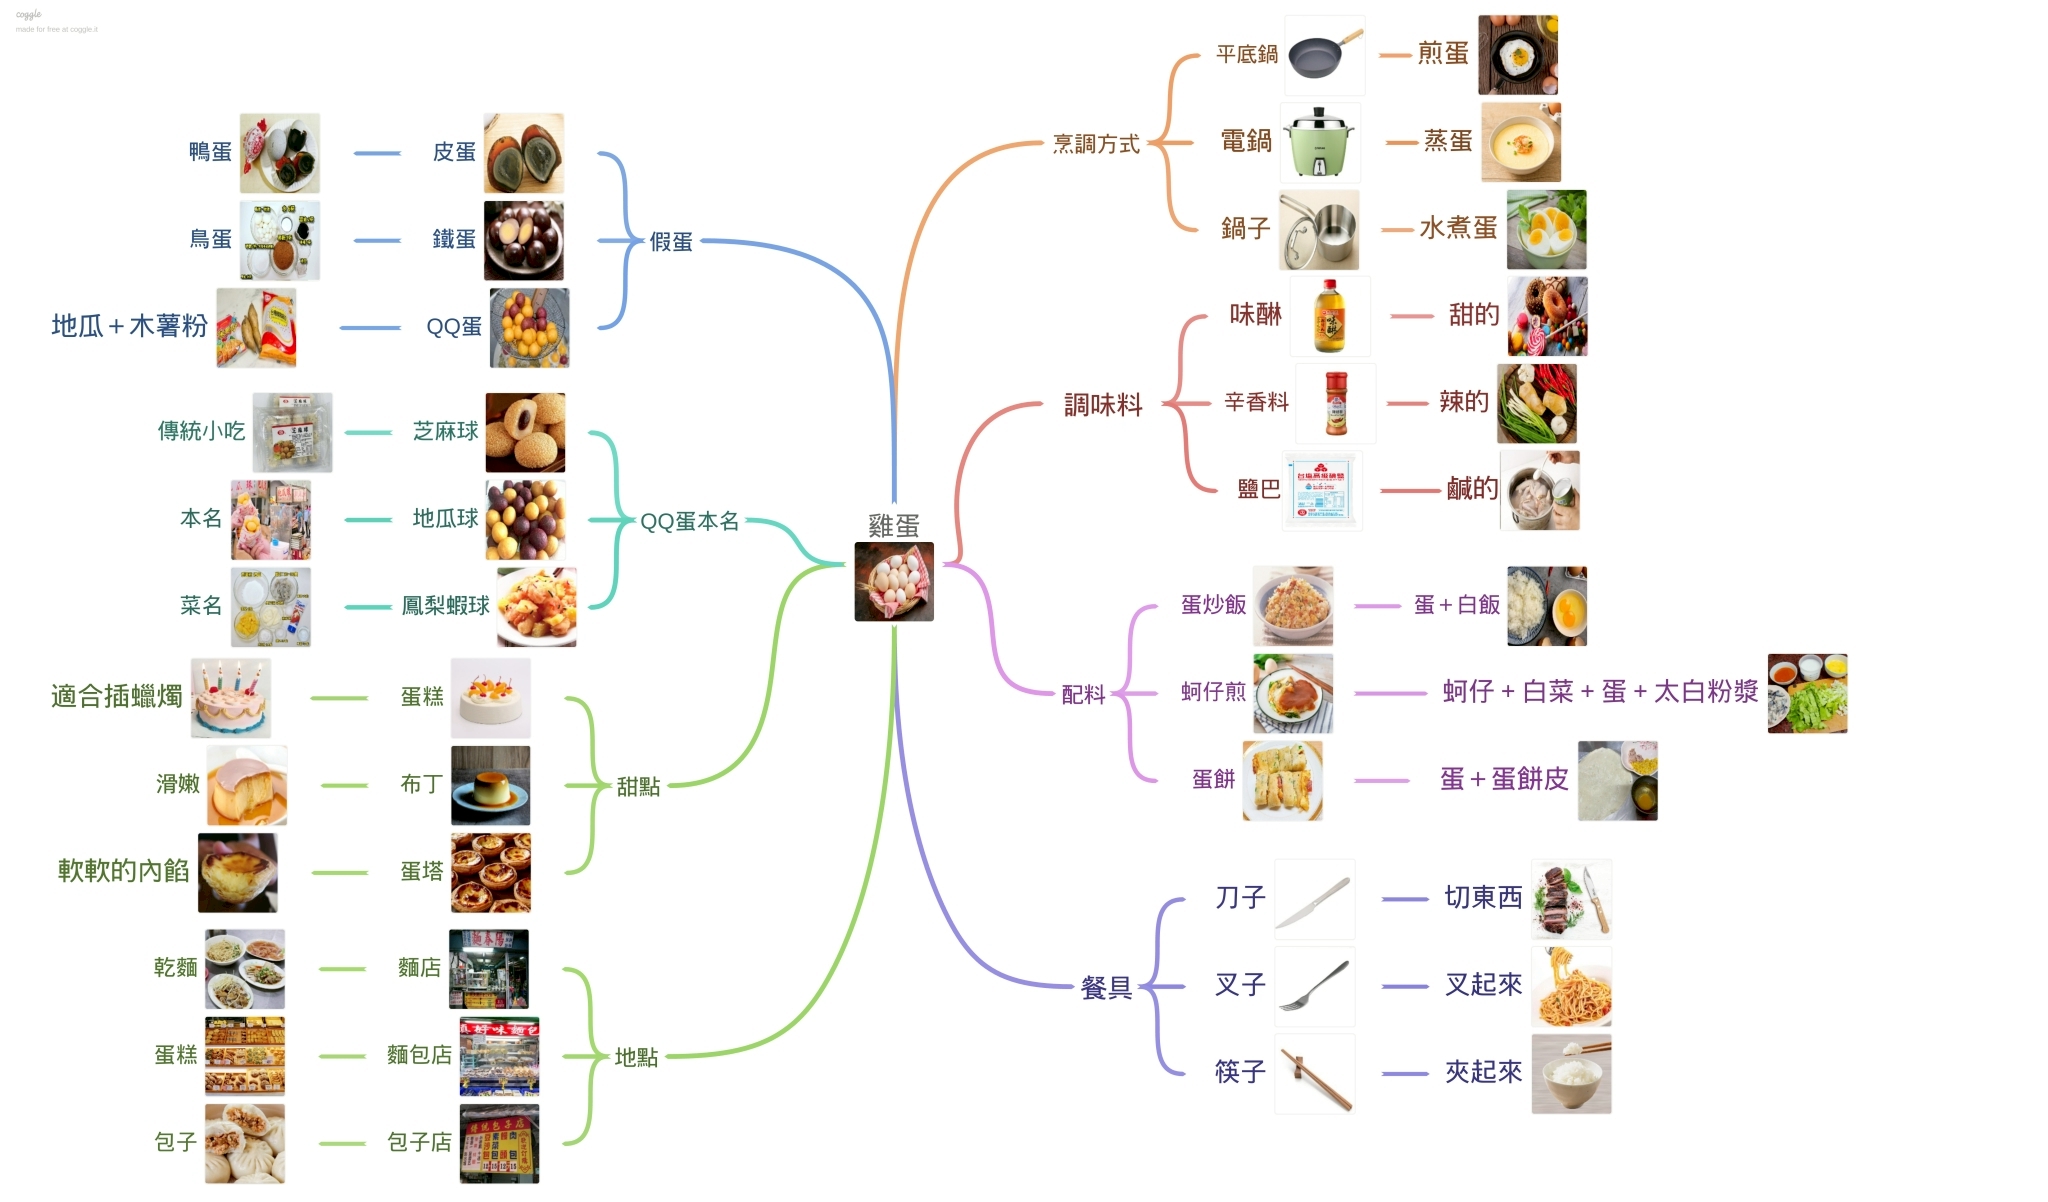 coggle
made for free at coggle.it
雞蛋
烹調方式
平底鍋
煎蛋
電鍋
蒸蛋
鍋子
水煮蛋
調味料
味醂
甜的
辛香料
辣的
鹽巴
鹹的
配料
蛋炒飯
蛋＋白飯
蚵仔煎
蚵仔 + 白菜 + 蛋 + 太白粉漿
蛋餅
蛋＋蛋餅皮
餐具
刀子
切東西
叉子
叉起來
筷子
夾起來
假蛋
皮蛋
鴨蛋
鐵蛋
鳥蛋
QQ蛋
地瓜＋木薯粉
QQ蛋本名
芝麻球
傳統小吃
地瓜球
本名
鳳梨蝦球
菜名
甜點
蛋糕
適合插蠟燭
布丁
滑嫩
蛋塔
軟軟的內餡
地點
麵店
乾麵
麵包店
蛋糕
包子店
包子
味醂